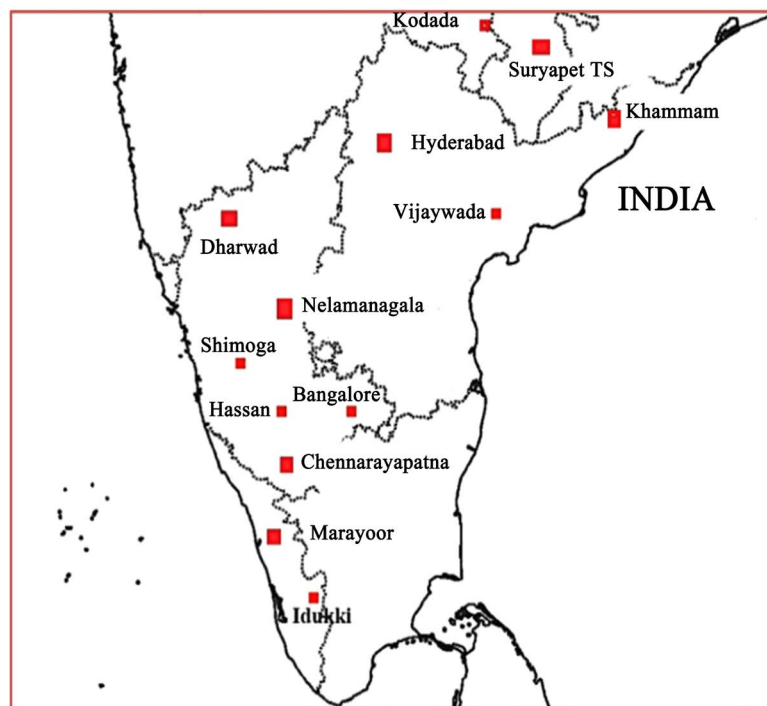 Kodada
Suryapet TS
Khammam
Hyderabad
INDIA
Vijaywada
Dharwad
Nelamanagala
Shimoga
Bangalore
Hassan
Chennarayapatna
Marayoor
Idukki